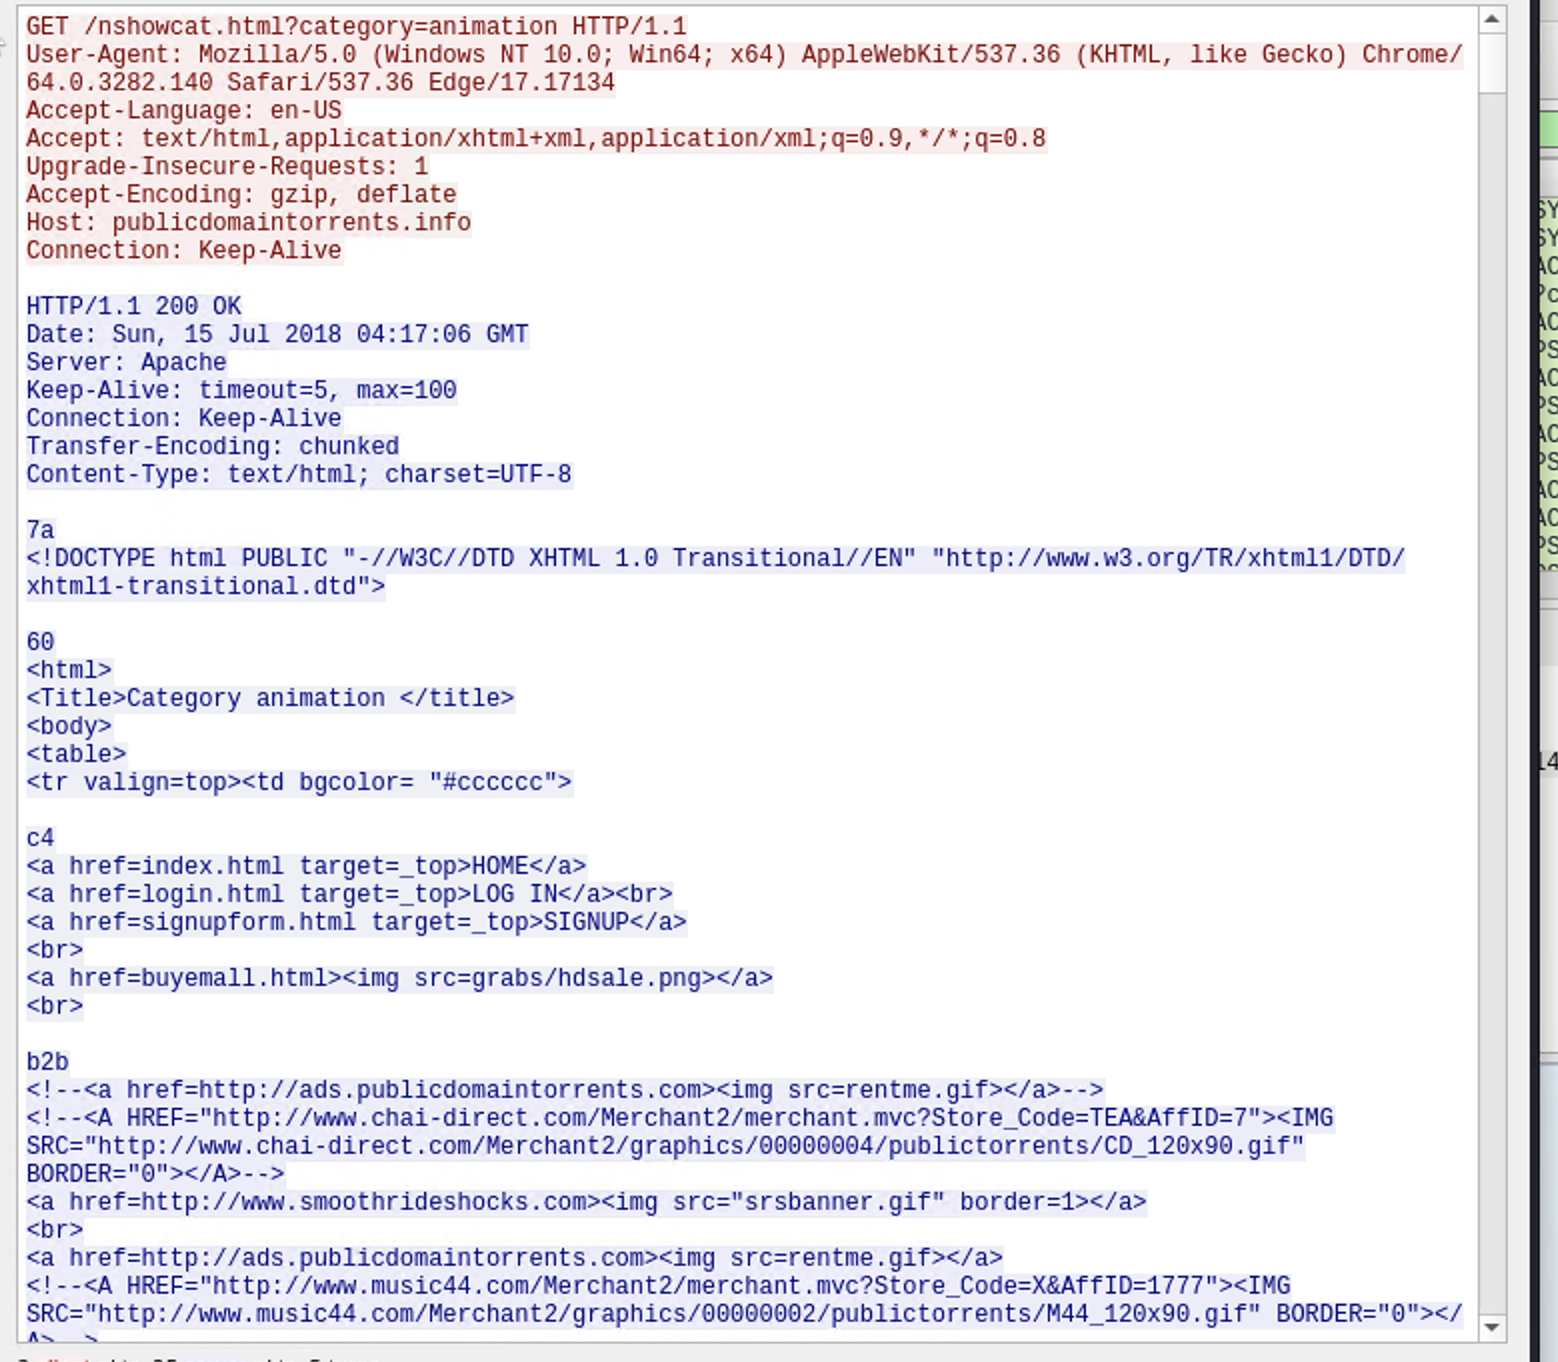 GET /nshowcat.html?category=animation HTTP/1.1
User-Agent: Mozilla/5.0 (Windows NT 10.0; Win64; x64) AppleWebKit/537.36 (KHTML, like Gecko) Chrome/
64.0.3282.140 Safari/537.36 Edge/17.17134
Accept-Language: en-US
Accept: text/html,application/xhtml+xml,application/xml;q=0.9,*/*;q=0.8
Upgrade-Insecure-Requests: 1
Accept-Encoding: gzip, deflate
Host: publicdomaintorrents.info
Connection: Keep-Alive
HTTP/1.1 200 OK
Date: Sun, 15 Jul 2018 04:17:06 GMT
Server: Apache
Keep-Alive: timeout=5, max=100
Connection: Keep-Alive
Transfer-Encoding: chunked
Content-Type: text/html; charset=UTF-8
7a
<!DOCTYPE html PUBLIC "-//W3C//DTD XHTML 1.0 Transitional//EN" "http://www.w3.org/TR/xhtml1/DTD/
xhtml1-transitional.dtd">
60
<html>
<Title>Category animation </title>
<body>
<table>
<tr valign=top><td bgcolor= "#cccccc">
c4
<a href=index.html target=_top>HOME</a>
<a href=login.html target=_top>LOG IN</a><br>
<a href=signupform.html target=_top>SIGNUP</a>
<br>
<a href=buyemall.html><img src=grabs/hdsale.png></a>
<br>
b2b
<!--<a href=http://ads.publicdomaintorrents.com><img src=rentme.gif></a>-->
<!--<A HREF="http://www.chai-direct.com/Merchant2/merchant.mvc?Store_Code=TEA&AffID=7"><IMG
SRC="http://www.chai-direct.com/Merchant2/graphics/00000004/publictorrents/CD_120x90.gif"
BORDER="0"></A>-->
<a href=http://www.smoothrideshocks.com><img src="srsbanner.gif" border=1></a>
<br>
<a href=http://ads.publicdomaintorrents.com><img src=rentme.gif></a>
<!--<A HREF="http://www.music44.com/Merchant2/merchant.mvc?Store_Code=X&AffID=1777"><IMG
SRC="http://www.music44.com/Merchant2/graphics/00000002/publictorrents/M44_120x90.gif" BORDER="0"></
A>-->